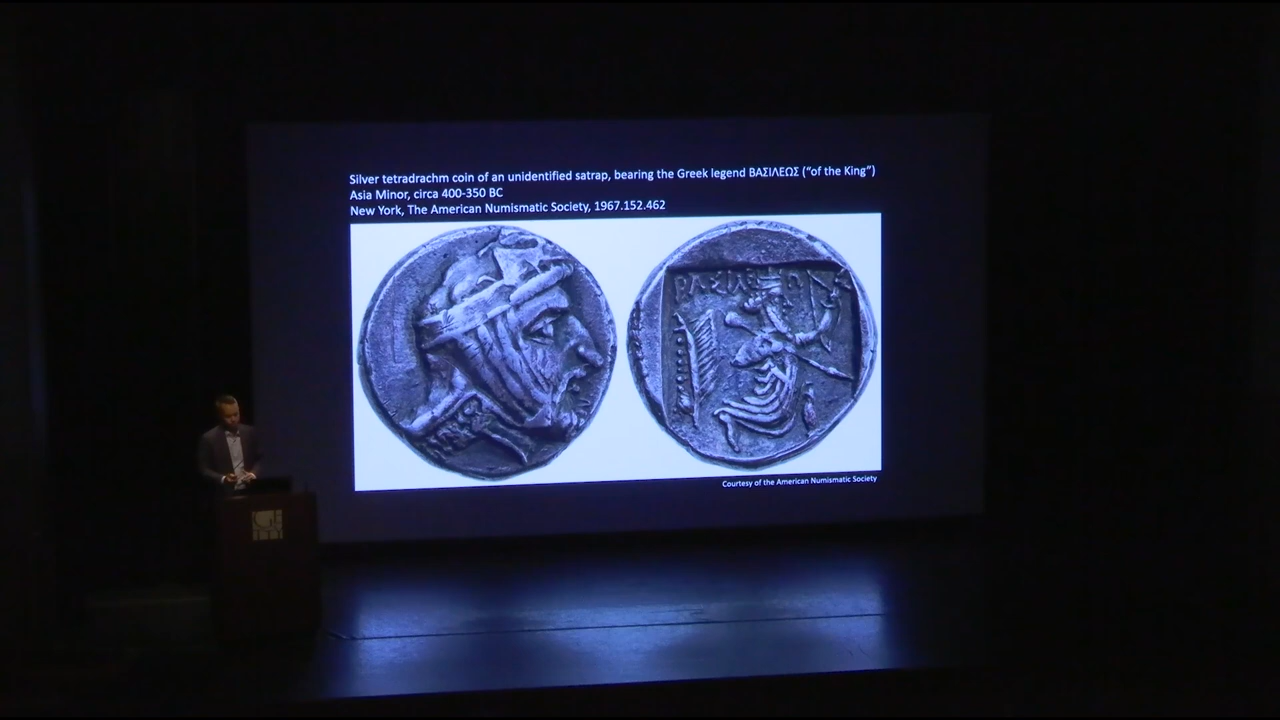 Silver tetradrachm coin of an unidentified satrap, bearing the Greek legend ΒΑΣΙΛΕΩΣ (“of the King”)
Asia Minor, circa 400-350 BC
New York, The American Numismatic Society, 1967.152.462
ΒΑΣΙΛΕΩ
Courtesy of the American Numismatic Society